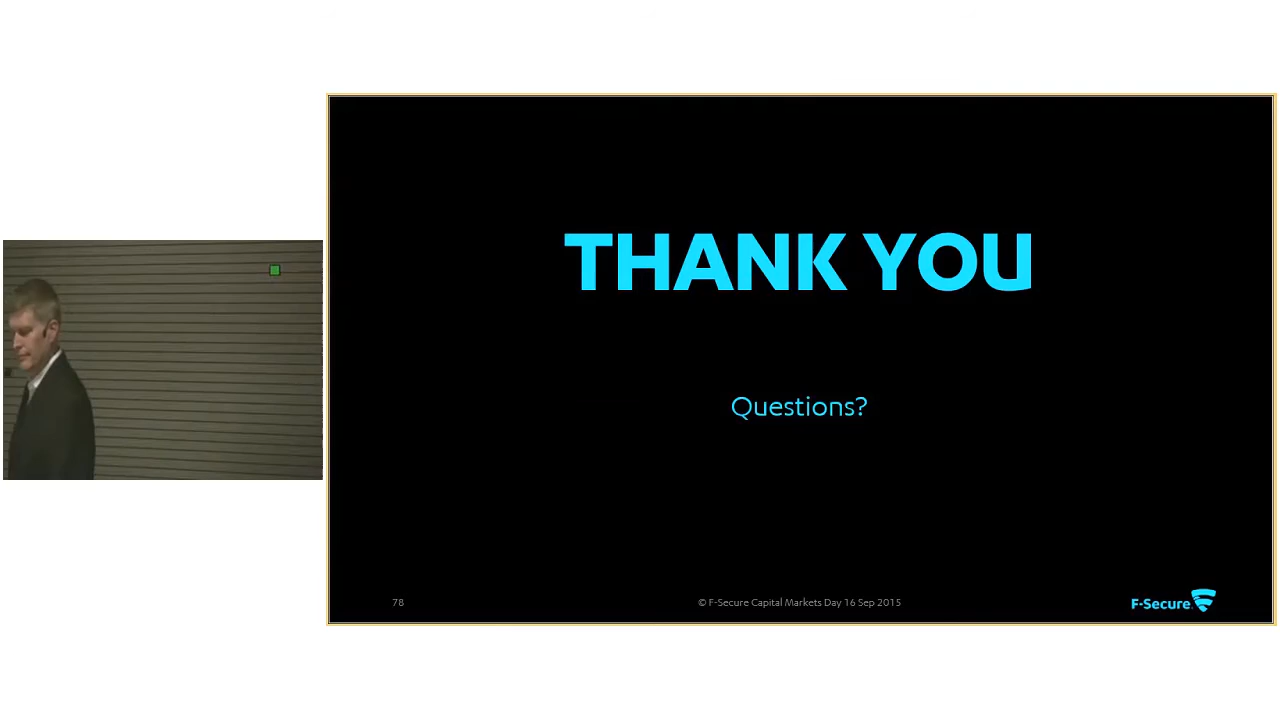 THANK YOU
Questions?
78
© F-Secure Capital Markets Day 16 Sep 2015
F-Secure